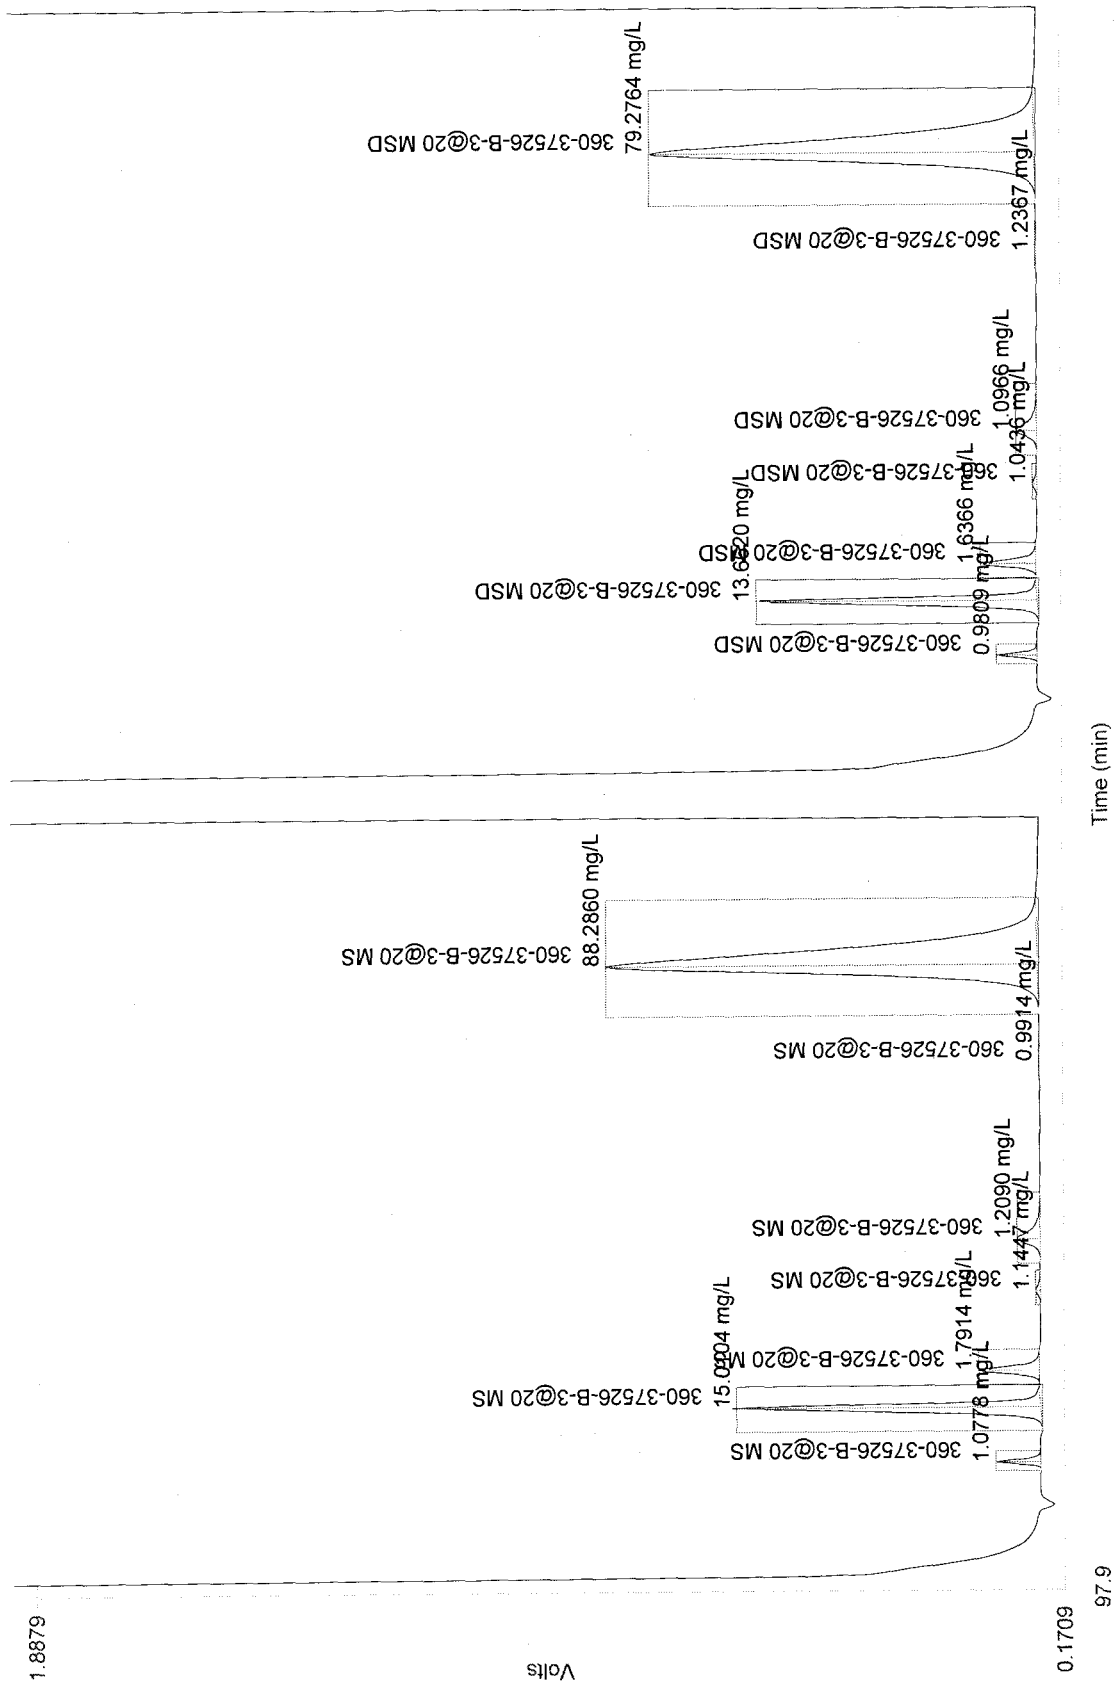 1.8879
Volts
0.1709
97.9
Time (min)
360-37526-B-3@20 MS
1.0778 mg/L
360-37526-B-3@20 MS
mg/L
360-37526-B-3@20 MS
1.7914 mg/L
360-37526-B-3@20 MS
1.1447 mg/L
360-37526-B-3@20 MS
1.2090 mg/L
360-37526-B-3@20 MS
0.9914 mg/L
360-37526-B-3@20 MS
88.2860 mg/L
360-37526-B-3@20 MSD
0.9809 mg/L
360-37526-B-3@20 MSD
mg/L
360-37526-B-3@20 MSD
1.6366 mg/L
360-37526-B-3@20 MSD
1.0436 mg/L
360-37526-B-3@20 MSD
1.0966 mg/L
360-37526-B-3@20 MSD
1.2367 mg/L
360-37526-B-3@20 MSD
79.2764 mg/L